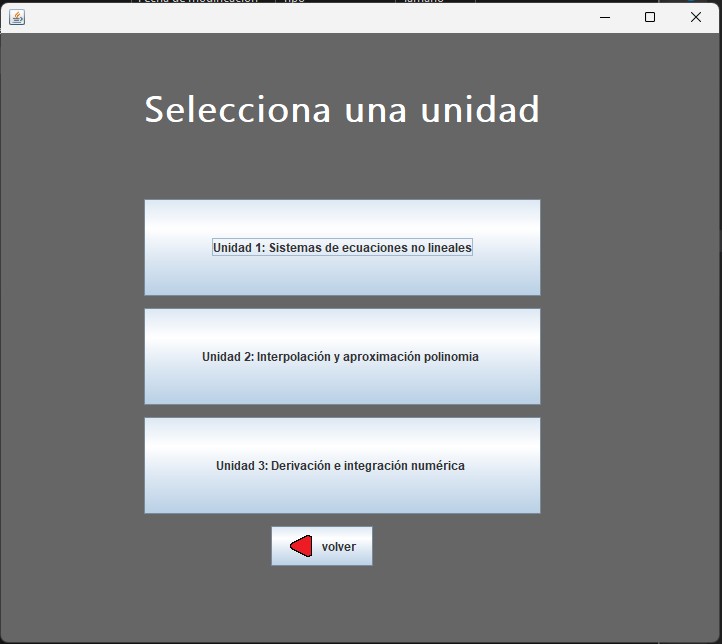 Selecciona una unidad
Unidad 1: Sistemas de ecuaciones no lineales
Unidad 2: Interpolación y aproximación polinomia
Unidad 3: Derivación e integración numérica
volver